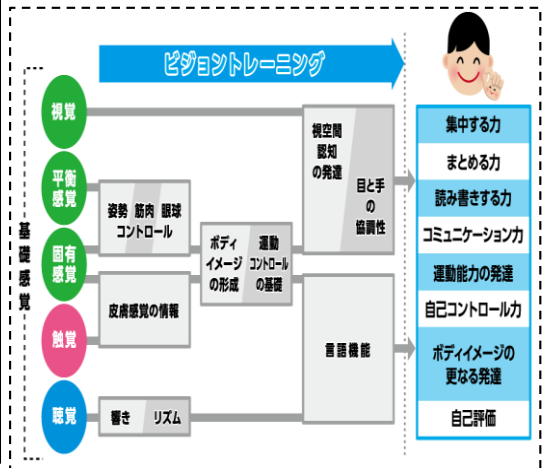 ビジョントレーニング
基礎感覚
視覚
平衡
感覚
固有
感覚
触覚
聴覚
姿勢 筋肉 眼球
コントロール
皮膚感覚の情報
響き リズム
ボディ
イメージ
の形成
運動
コントロール
の基礎
視空間
認知
の発達
目と手
の
協調性
言語機能
集中する力
まとめる力
読み書きする力
コミュニケーション力
運動能力の発達
自己コントロール力
ボディイメージの
更なる発達
自己評価